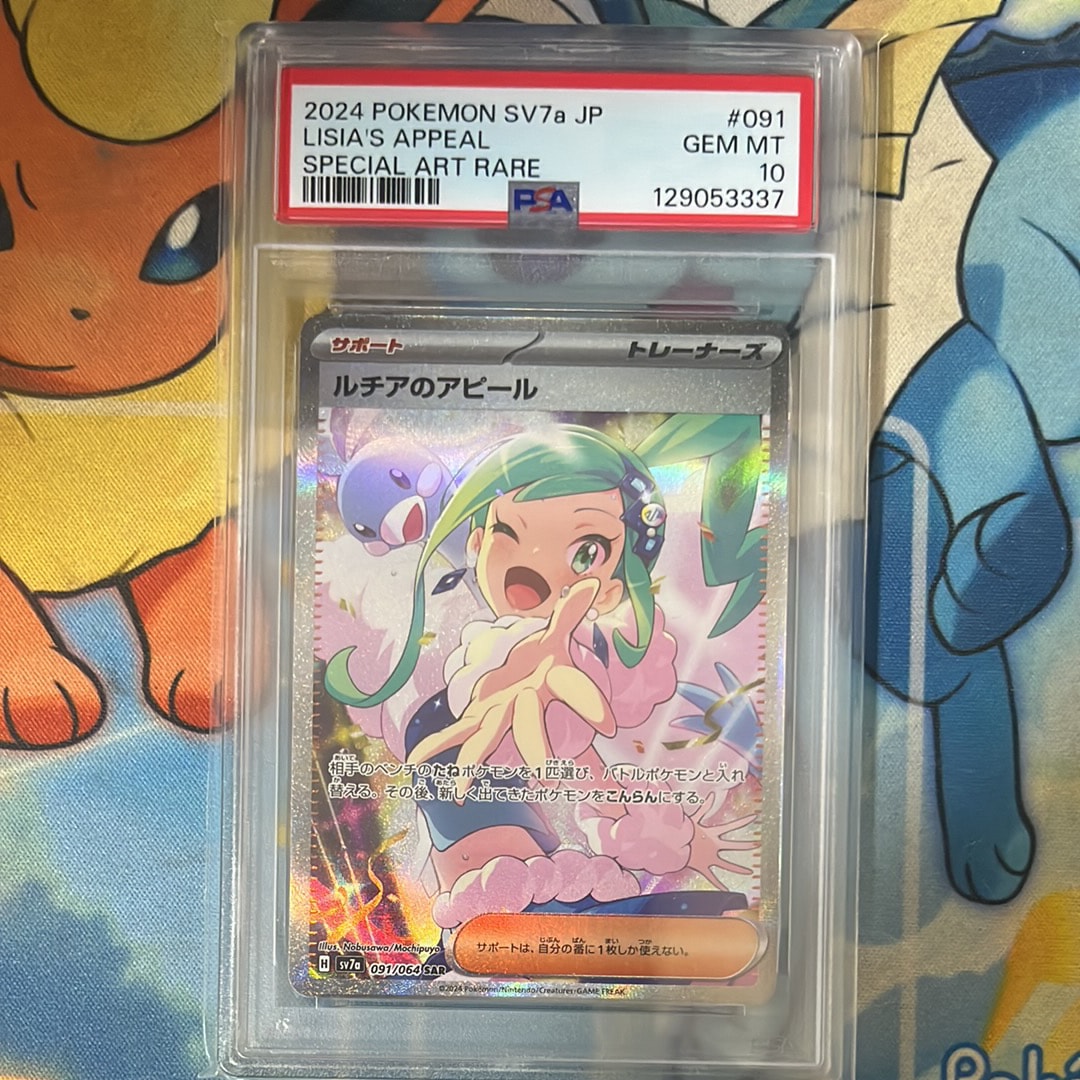 2024 POKEMON SV7a JP #091
LISIA'S APPEAL GEM MT
SPECIAL ART RARE 10
PSA 129053337
サポート トレーナーズ
ルチアのアピール
相手のベンチのたねポケモンを1匹選び、バトルポケモンと入れ
替える。その後、新しく出てきたポケモンをこんらんにする。
Illus. Nobusawa/Mochipuyo
サポートは、自分の番に1枚しか使えない。
H sv7a 091/064 SAR
©2024 Pokémon/Nintendo/Creatures/GAME FREAK